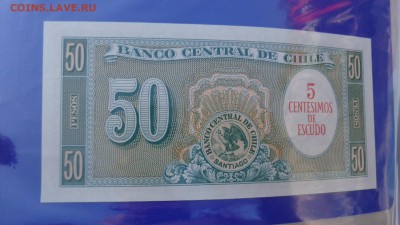 COINS.LAVE.RU
50
BANCO CENTRAL DE CHILE
50
PESOS
50
BANCO CENTRAL DE CHILE
SANTIAGO
5
CENTESIMOS
DE
ESCUDO
50
50